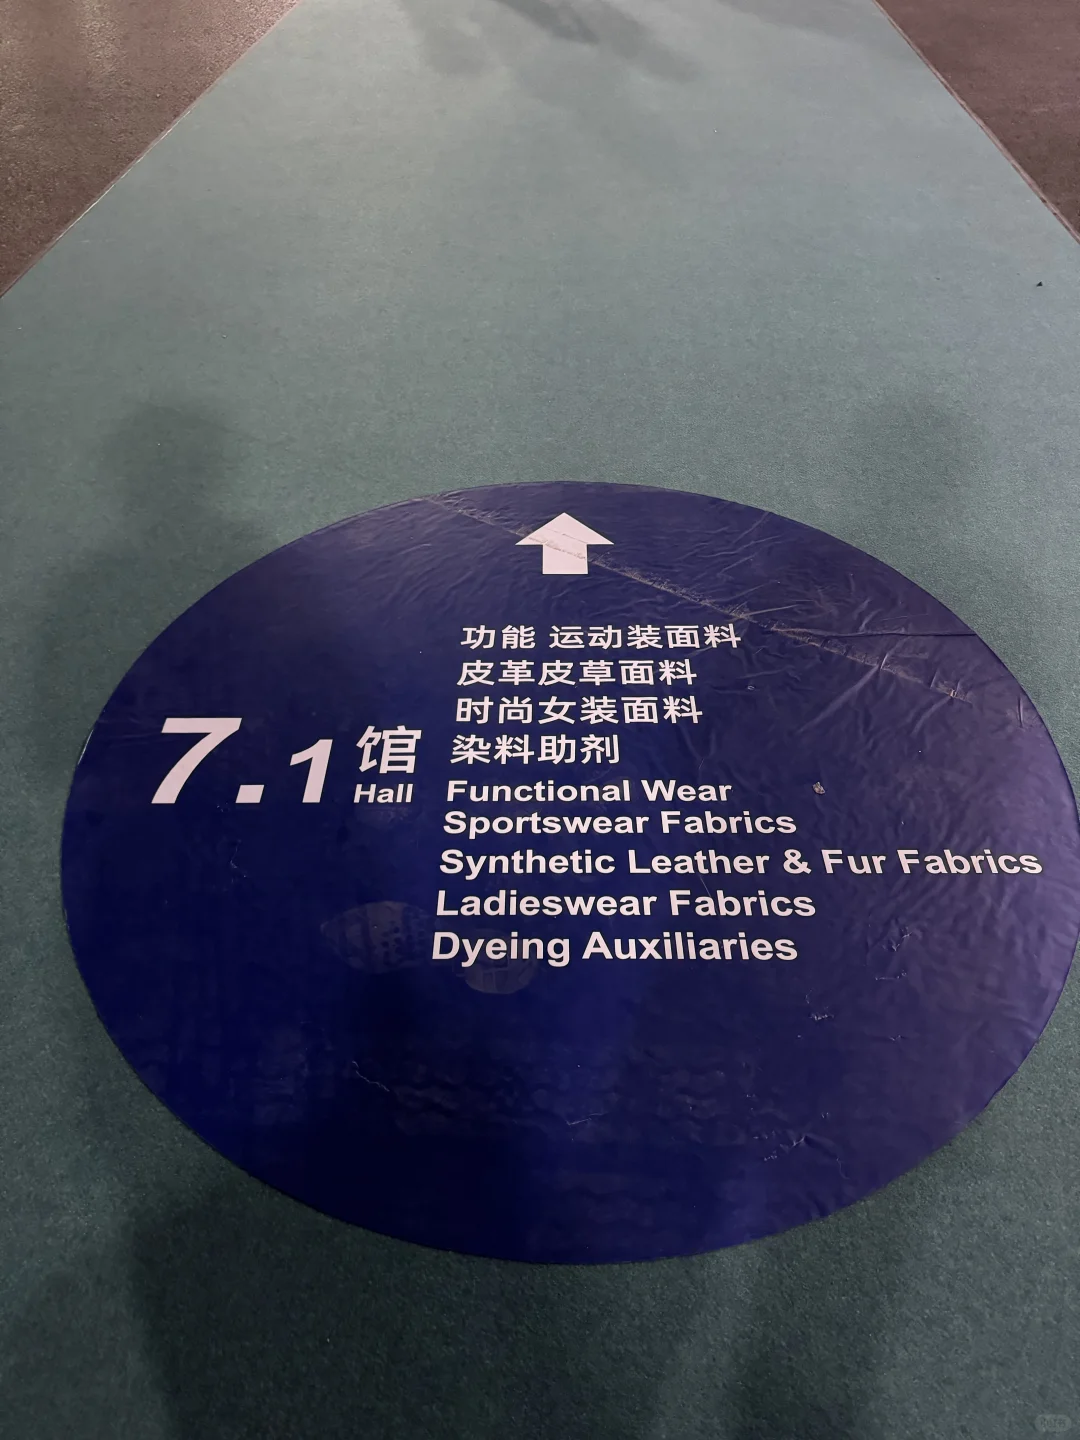 功能 运动装面料
皮革皮草面料
时尚女装面料
染料助剂
7.1 馆
Hall
Functional Wear
Sportswear Fabrics
Synthetic Leather & Fur Fabrics
Ladieswear Fabrics
Dyeing Auxiliaries